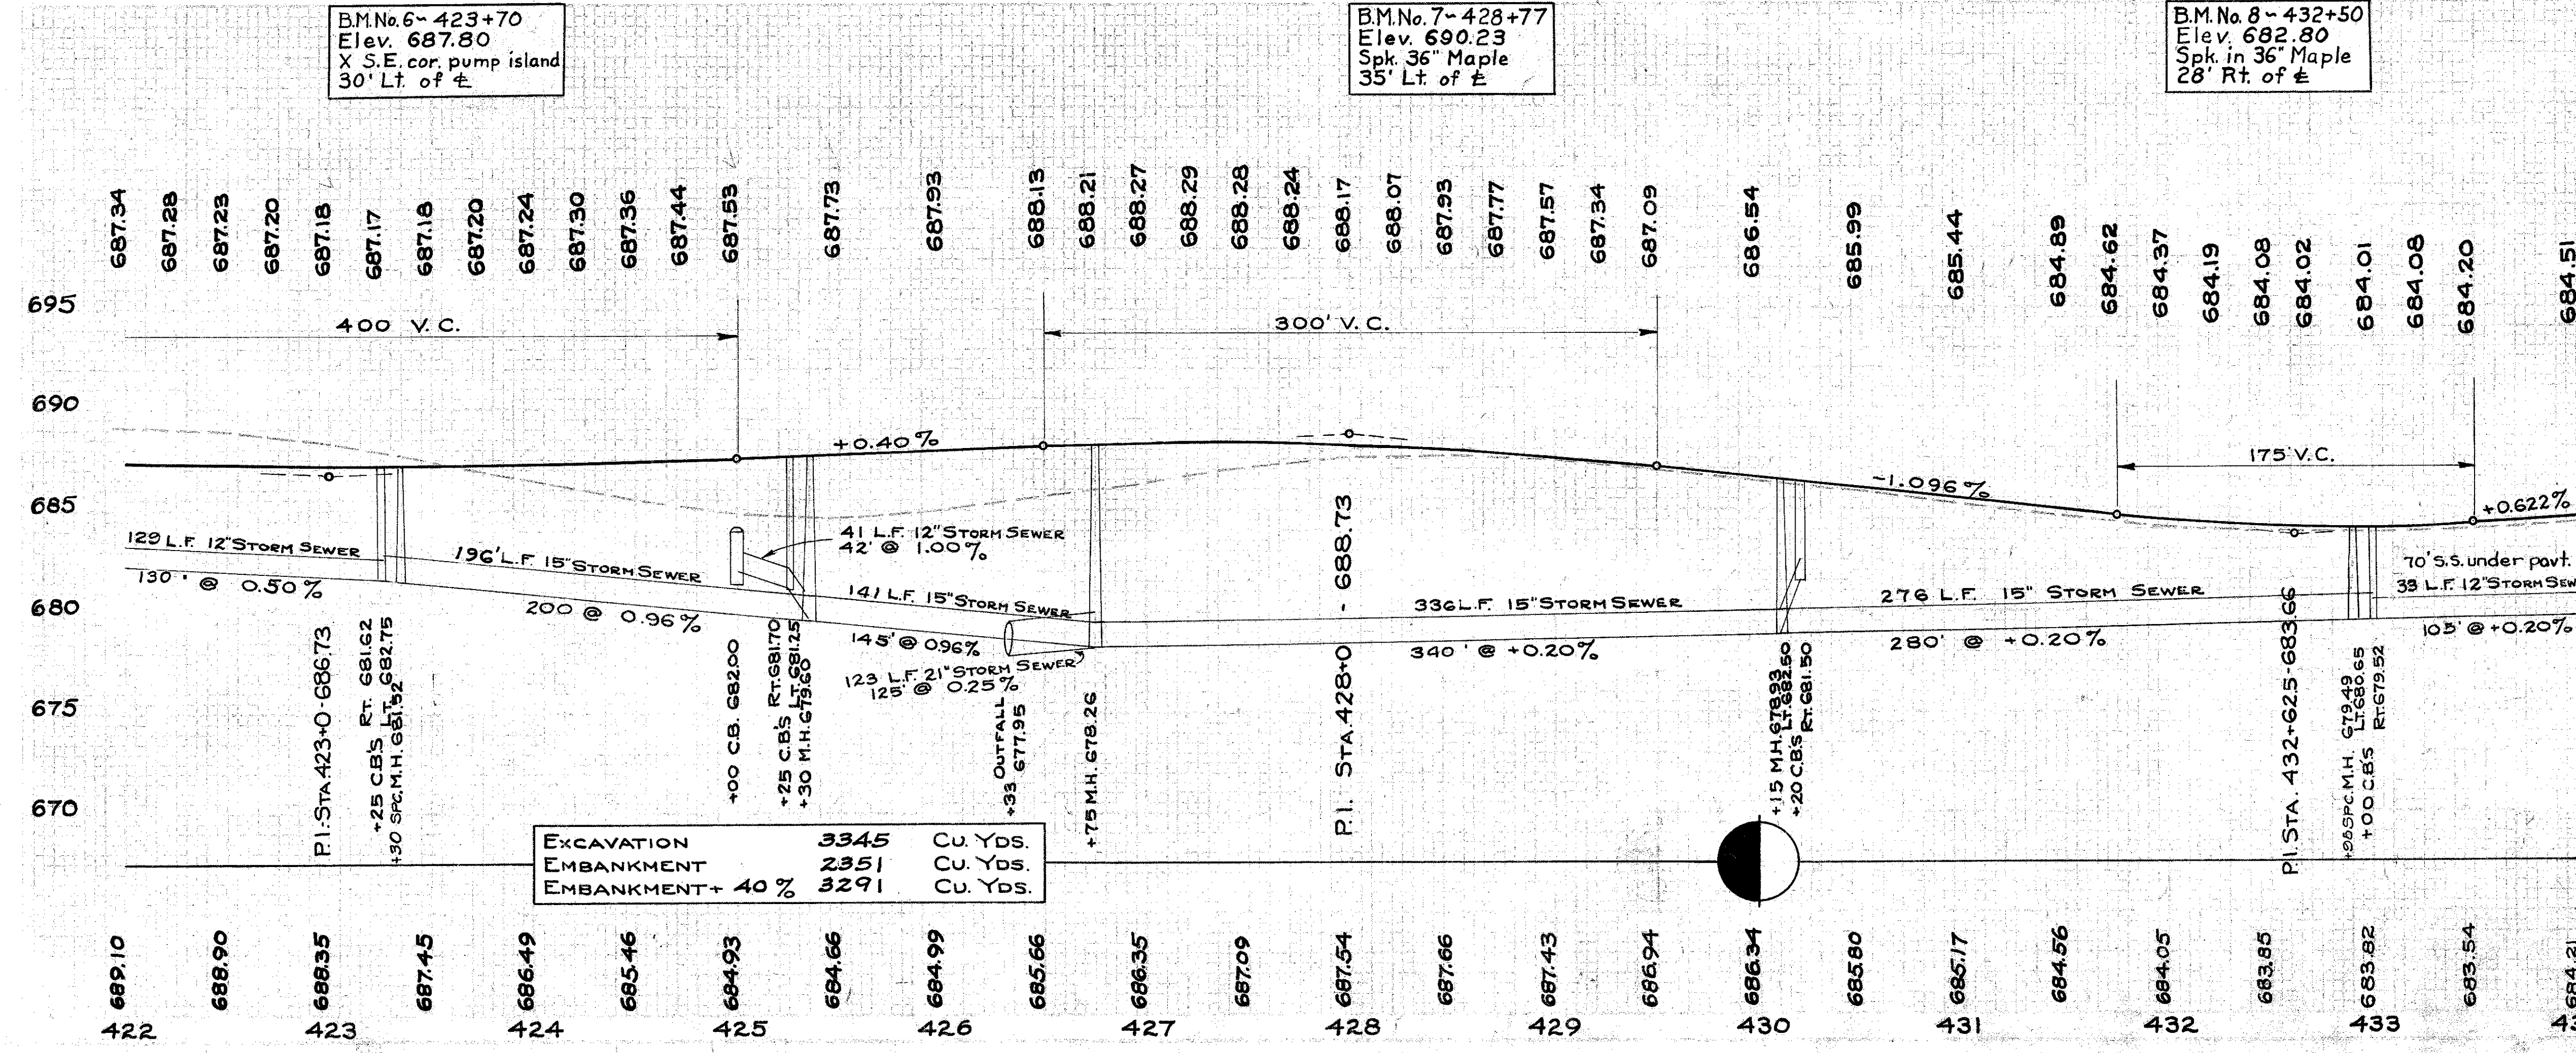 B.M.No.6~ 423+70
Elev. 687.80
X S.E. cor. pump island
30' Lt. of ℄
B.M.No.7~ 428+77
Elev. 690.23
Spk. 36" Maple
35' Lt. of ℄
B.M.No. 8~ 432+50
Elev. 682.80
Spk. in 36" Maple
28' Rt. of ℄
687.34 687.28 687.23 687.20 687.18 687.17 687.18 687.20 687.24 687.30 687.36 687.44 687.53 687.73 687.93 688.13 688.21 688.27 688.29 688.28 688.24 688.17 688.07 687.93 687.77 687.57 687.34 687.09 686.54 685.99 685.44 684.89 684.62 684.37 684.19 684.08 684.02 684.01 684.08 684.20 684.51
695
400 V.C.
300' V.C.
690
+0.40%
175' V.C.
-1.096%
+0.622%
685
129 L.F. 12" STORM SEWER
130' @ 0.50%
196' L.F. 15" STORM SEWER
200 @ 0.96%
41 L.F. 12" STORM SEWER
42' @ 1.00%
141 L.F. 15" STORM SEWER
145' @ 0.96%
123 L.F. 21" STORM SEWER
125' @ 0.25%
336 L.F. 15" STORM SEWER
340' @ +0.20%
276 L.F. 15" STORM SEWER
280' @ +0.20%
70' S.S. under pavt.
33 L.F. 12" STORM SEW
105' @ +0.20%
680
675
670
P.I. STA. 423+0-686.73
+25 C.B'S RT. 681.62
LT. 682.75
+30 SPC. M.H. 681.52
+00 C.B. 682.00
+25 C.B'S RT. 681.70
LT. 681.25
+30 M.H. 679.60
+33 OUTFALL
677.95
+75 M.H. 678.26
P.I. STA. 428+0 - 688.73
+15 M.H. 678.93
+20 C.B'S LT. 682.50
RT. 681.50
P.I. STA. 432+62.5-683.66
+98 SPC. M.H. 679.49
+00 C.B'S LT. 680.65
RT. 679.52
EXCAVATION 3345 CU. YDS.
EMBANKMENT 2351 CU. YDS.
EMBANKMENT + 40% 3291 CU. YDS.
689.10 688.90 688.35 687.45 686.49 685.46 684.93 684.66 684.99 685.66 686.35 687.09 687.54 687.66 687.43 686.94 686.34 685.80 685.17 684.56 684.05 683.85 683.82 683.54 684.21
422 423 424 425 426 427 428 429 430 431 432 433